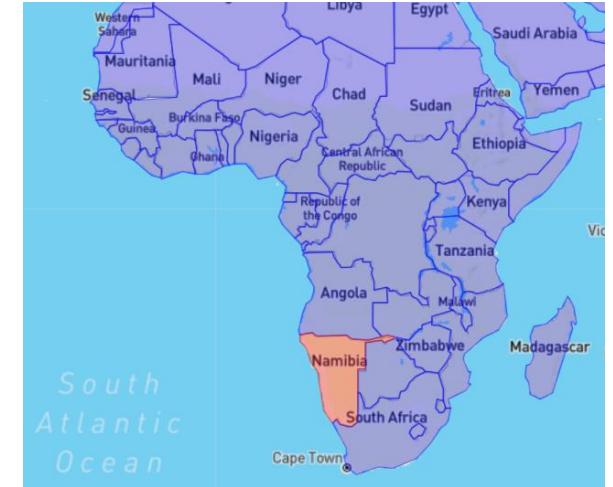 Libya
Egypt
Western
Sahara
Saudi Arabia
Mauritania
Mali
Niger
Chad
Sudan
Eritrea
Yemen
Senegal
Guinea
Burkina Faso
Ghana
Nigeria
Central African
Republic
Ethiopia
Republic of
the Congo
Kenya
Tanzania
Angola
Malawi
Namibia
Zimbabwe
Madagascar
South
Atlantic
Ocean
South Africa
Cape Town